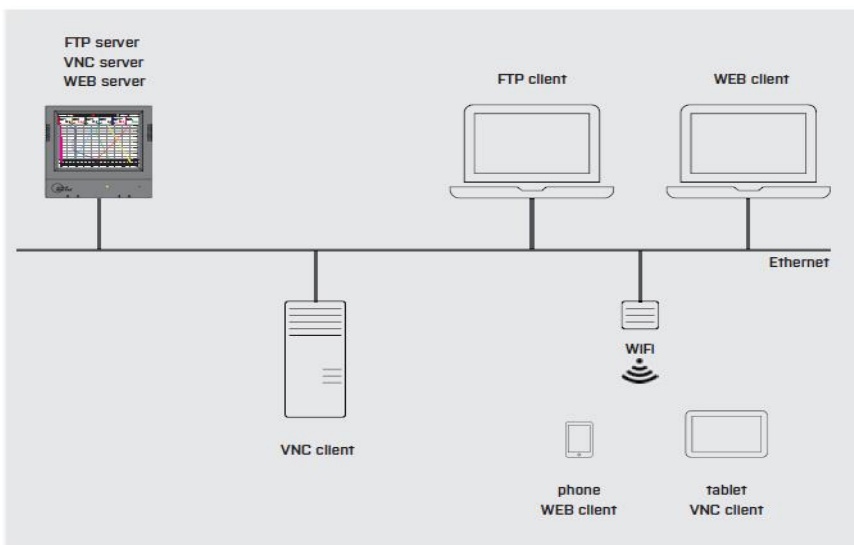 FTP server
VNC server
WEB server
FTP client
WEB client
Ethernet
WiFi
VNC client
phone
WEB client
tablet
VNC client